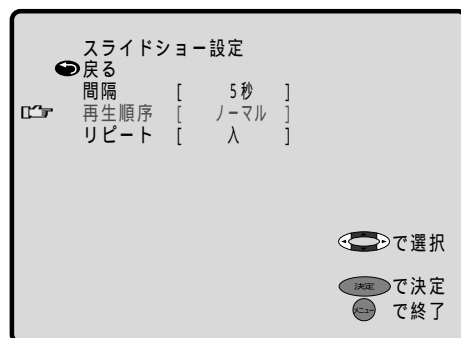 スライドショー設定
戻る
間隔 [ 5秒 ]
再生順序 [ ノーマル ]
リピート [ 入 ]
で選択
決定 で決定
メニュー で終了